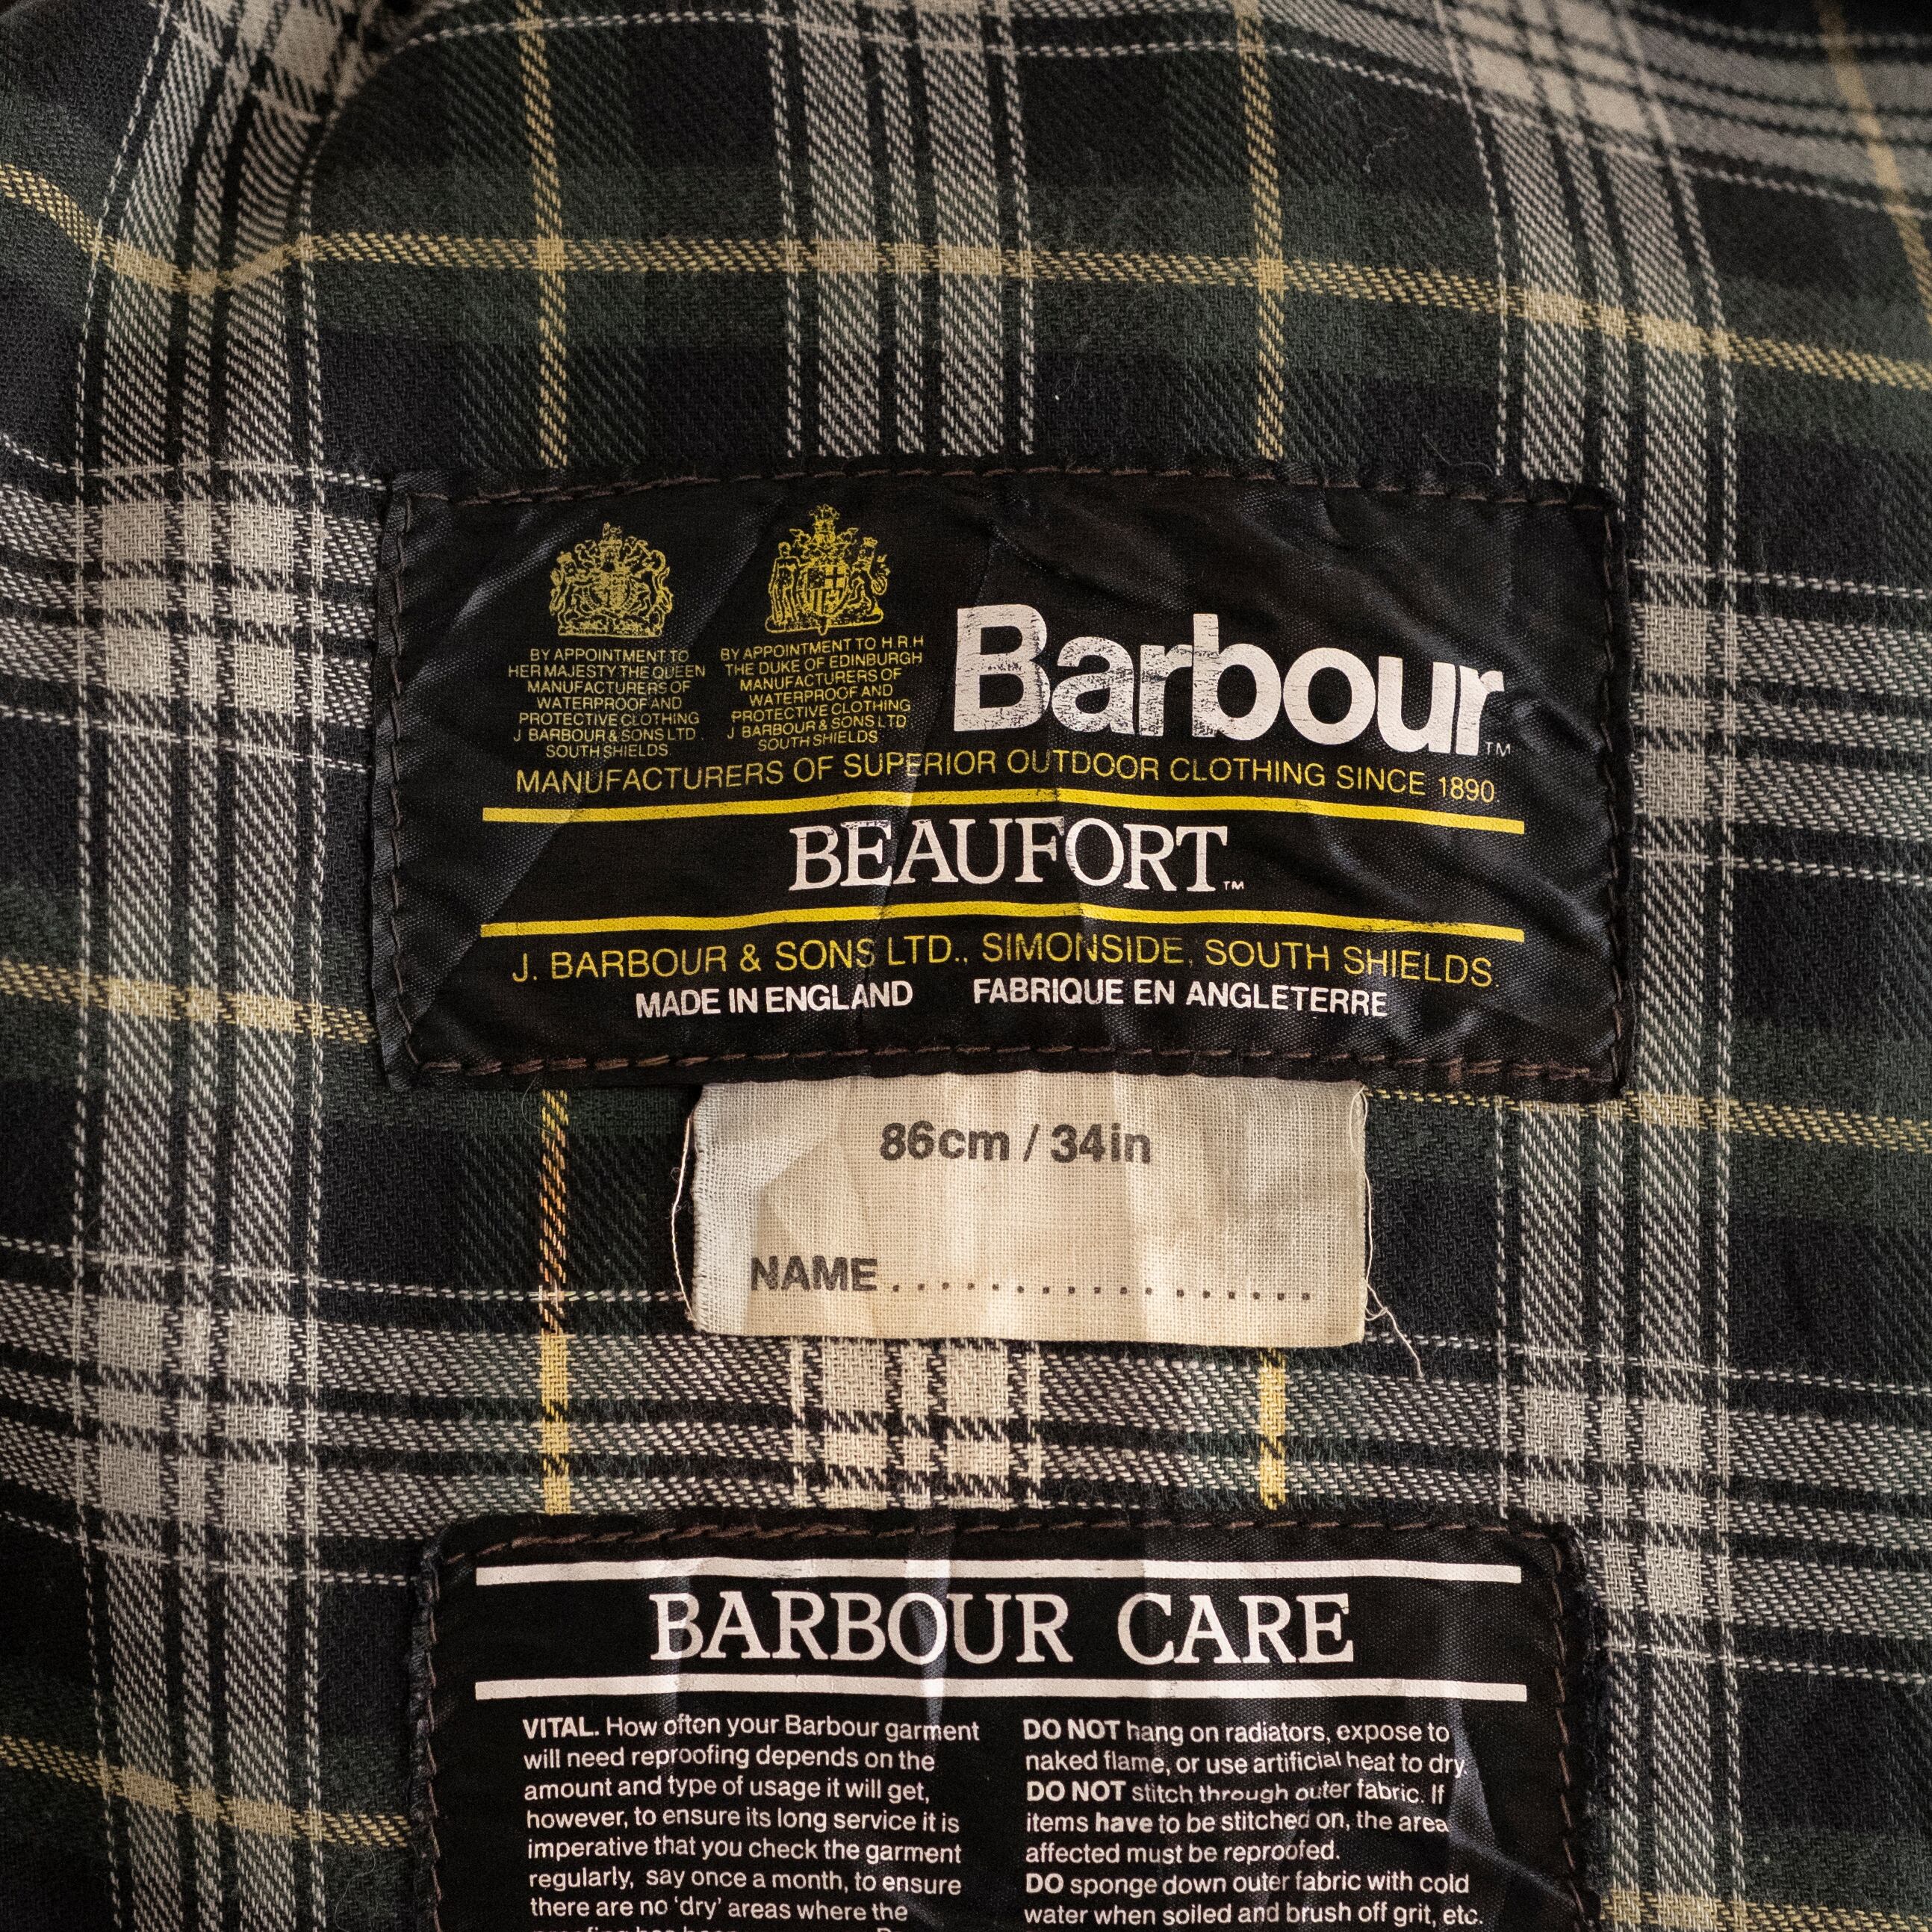 BY APPOINTMENT TO
HER MAJESTY THE QUEEN
MANUFACTURERS OF
WATERPROOF AND
PROTECTIVE CLOTHING
J BARBOUR & SONS LTD.
SOUTH SHIELDS
BY APPOINTMENT TO H.R.H
THE DUKE OF EDINBURGH
MANUFACTURERS OF
WATERPROOF AND
PROTECTIVE CLOTHING
J BARBOUR & SONS LTD
SOUTH SHIELDS
Barbour™
MANUFACTURERS OF SUPERIOR OUTDOOR CLOTHING SINCE 1890.
BEAUFORT™
J. BARBOUR & SONS LTD., SIMONSIDE, SOUTH SHIELDS.
MADE IN ENGLAND FABRIQUE EN ANGLETERRE
86cm / 34in
NAME . . . . . . . . . . . . . . . . .
BARBOUR CARE
VITAL. How often your Barbour garment
will need reproofing depends on the
amount and type of usage it will get,
however, to ensure its long service it is
imperative that you check the garment
regularly, say once a month, to ensure
there are no 'dry' areas where the
DO NOT hang on radiators, expose to
naked flame, or use artificial heat to dry.
DO NOT stitch through outer fabric. If
items have to be stitched on, the area
affected must be reproofed.
DO sponge down outer fabric with cold
water when soiled and brush off grit, etc.